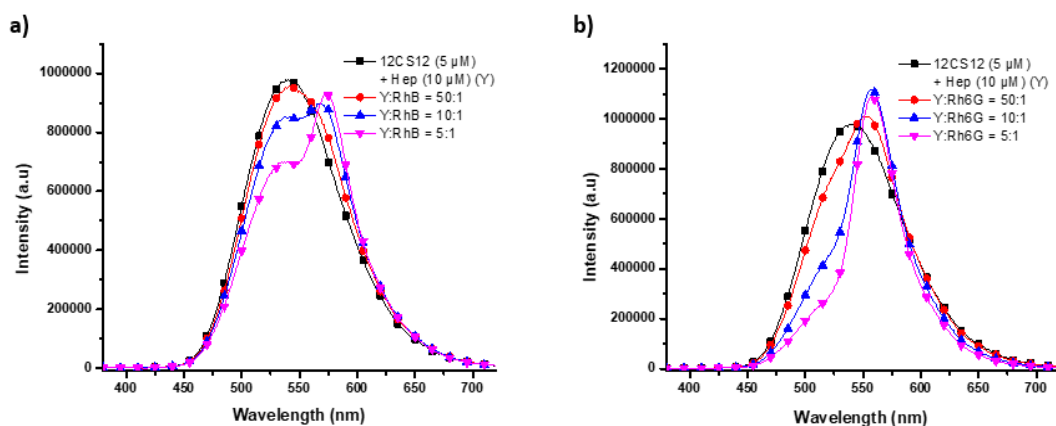 a)
12CS12 (5 µM)
+ Hep (10 µM) (Y)
Y:RhB = 50:1
Y:RhB = 10:1
Y:RhB = 5:1
1000000
800000
600000
400000
200000
0
Intensity (a.u)
400 450 500 550 600 650 700
Wavelength (nm)
b)
12CS12 (5 µM)
+ Hep (10 µM) (Y)
Y:Rh6G = 50:1
Y:Rh6G = 10:1
Y:Rh6G = 5:1
1200000
1000000
800000
600000
400000
200000
0
Intensity (a.u)
400 450 500 550 600 650 700
Wavelength (nm)